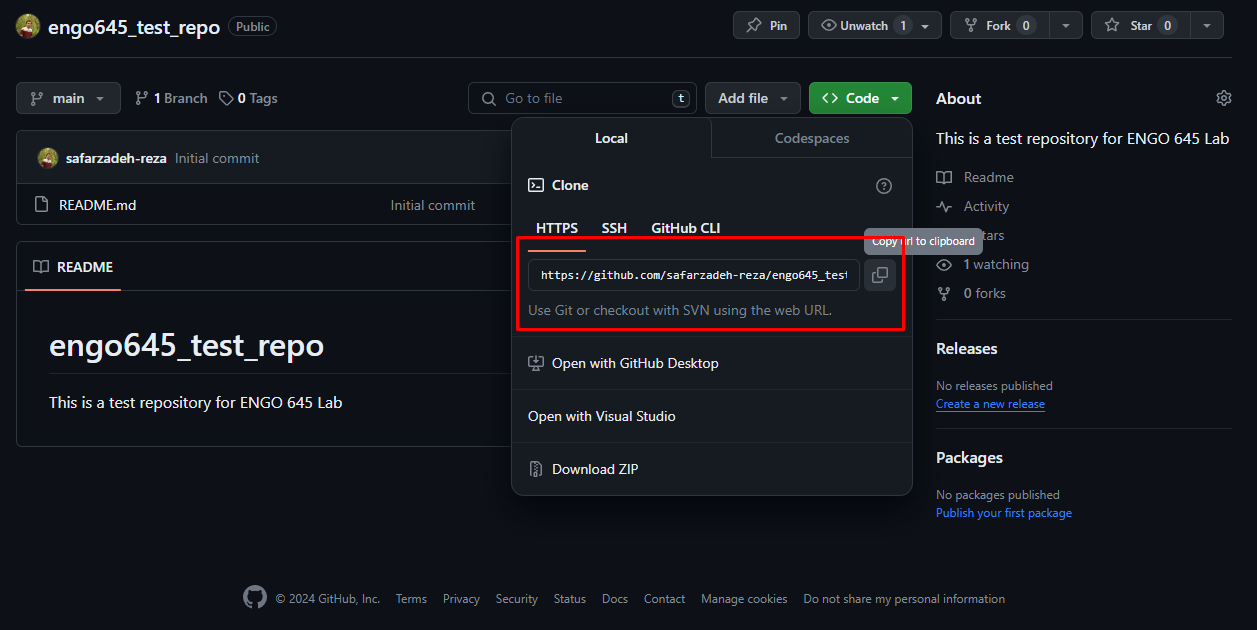 engo645_test_repo Public
Pin
Unwatch 1
Fork 0
Star 0
main
1 Branch
0 Tags
Go to file t
Add file
Code
safarzadeh-reza Initial commit
README.md Initial commit
README
engo645_test_repo
This is a test repository for ENGO 645 Lab
Local
Codespaces
Clone
HTTPS SSH GitHub CLI
Copy url to clipboard
https://github.com/safarzadeh-reza/engo645_test
Use Git or checkout with SVN using the web URL.
Open with GitHub Desktop
Open with Visual Studio
Download ZIP
About
This is a test repository for ENGO 645 Lab
Readme
Activity
1 watching
0 forks
Releases
No releases published
Create a new release
Packages
No packages published
Publish your first package
© 2024 GitHub, Inc. Terms Privacy Security Status Docs Contact Manage cookies Do not share my personal information